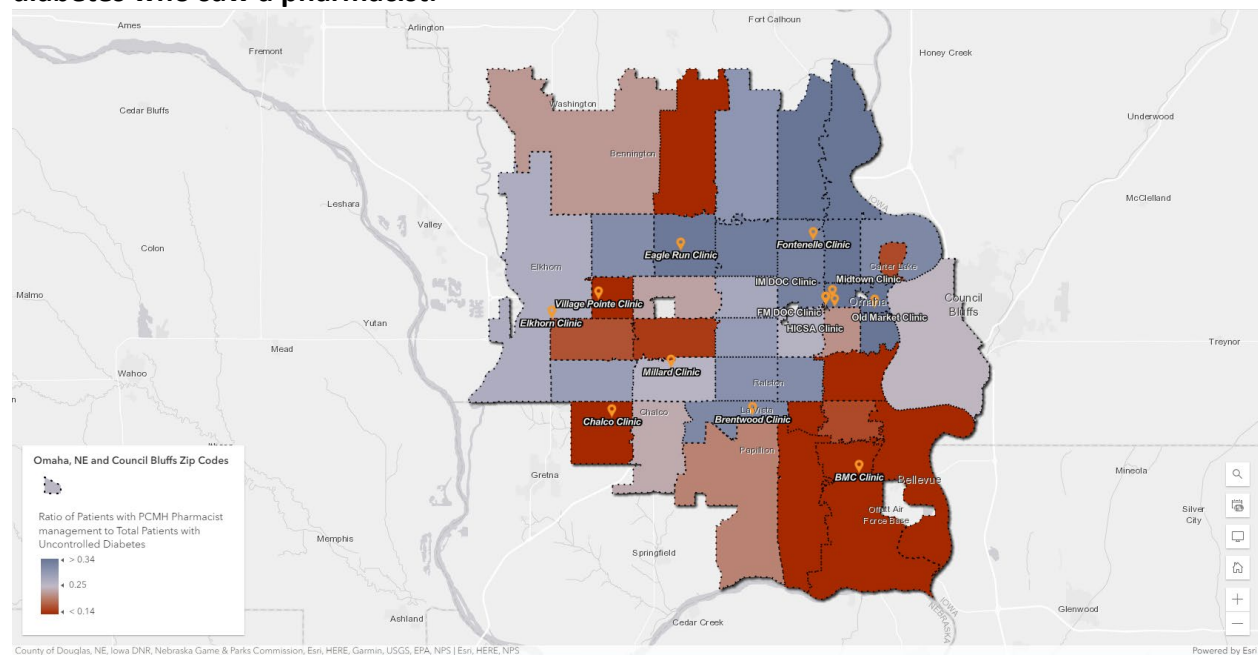 diabetes who saw a pharmacist.
Ames
Arlington
Fort Calhoun
Fremont
Honey Creek
Cedar Bluffs
Washington
Underwood
Bennington
IOWA
McClelland
Leshara
Valley
Colon
Eagle Run Clinic
Fontenelle Clinic
Elkhorn
Carter Lake
IM DOC Clinic
Midtown Clinic
Malmo
Village Pointe Clinic
Omaha
Council
Bluffs
Yutan
Elkhorn Clinic
FM DOC Clinic
Old Market Clinic
HICSA Clinic
Mead
Treynor
Wahoo
Millard Clinic
Ralston
n
Chalco
La Vista
Chalco Clinic
Brentwood Clinic
Papillion
Omaha, NE and Council Bluffs Zip Codes
Gretna
BMC Clinic
Bellevue
Mineola
Offutt Air
Force Base
Silver
City
Ratio of Patients with PCMH Pharmacist
management to Total Patients with
Uncontrolled Diabetes
Memphis
Springfield
> 0.34
0.25
< 0.14
Ashland
Cedar Creek
IOWA
NEBRASKA
Glenwood
County of Douglas, NE, Iowa DNR, Nebraska Game & Parks Commission, Esri, HERE, Garmin, USGS, EPA, NPS | Esri, HERE, NPS
Powered by Esri